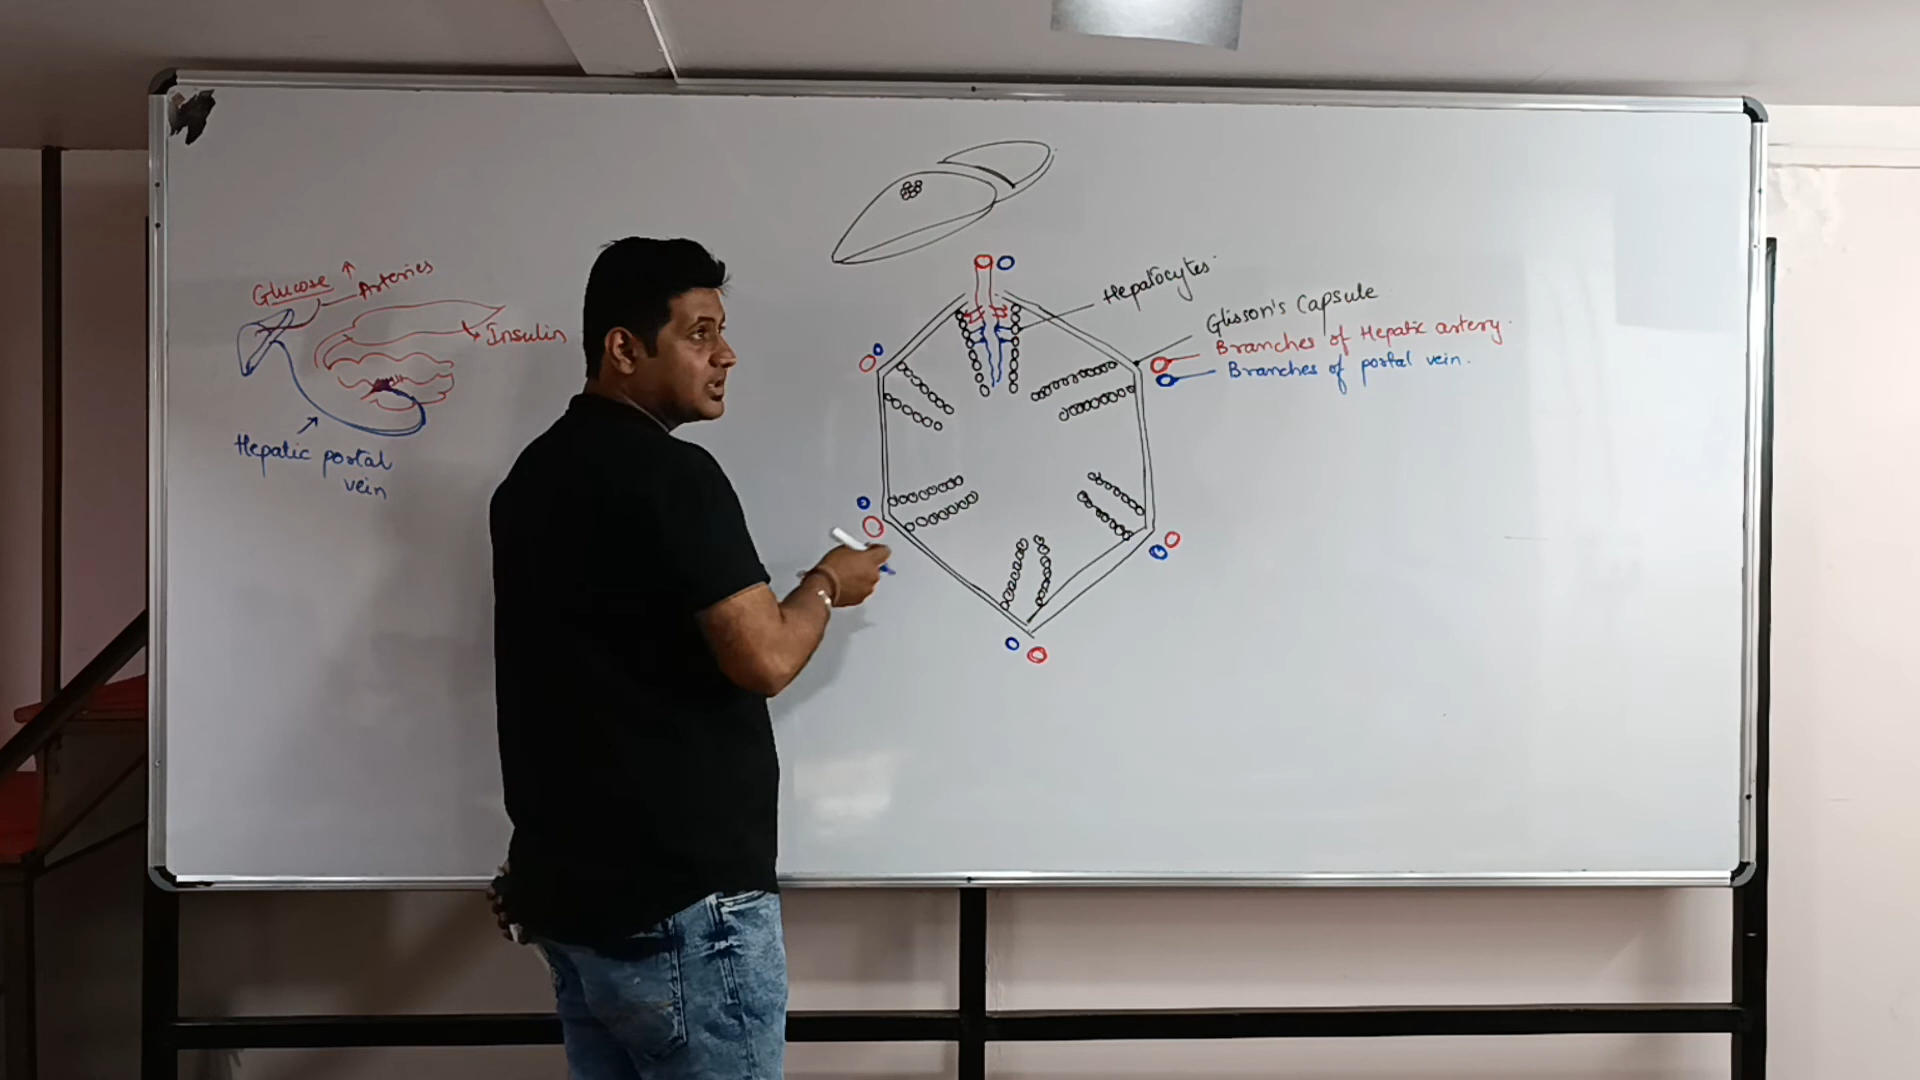 Glucose ↑
Arteries
Insulin
Hepatic portal
vein
Hepatocytes
Glisson's Capsule
Branches of Hepatic artery.
Branches of portal vein.